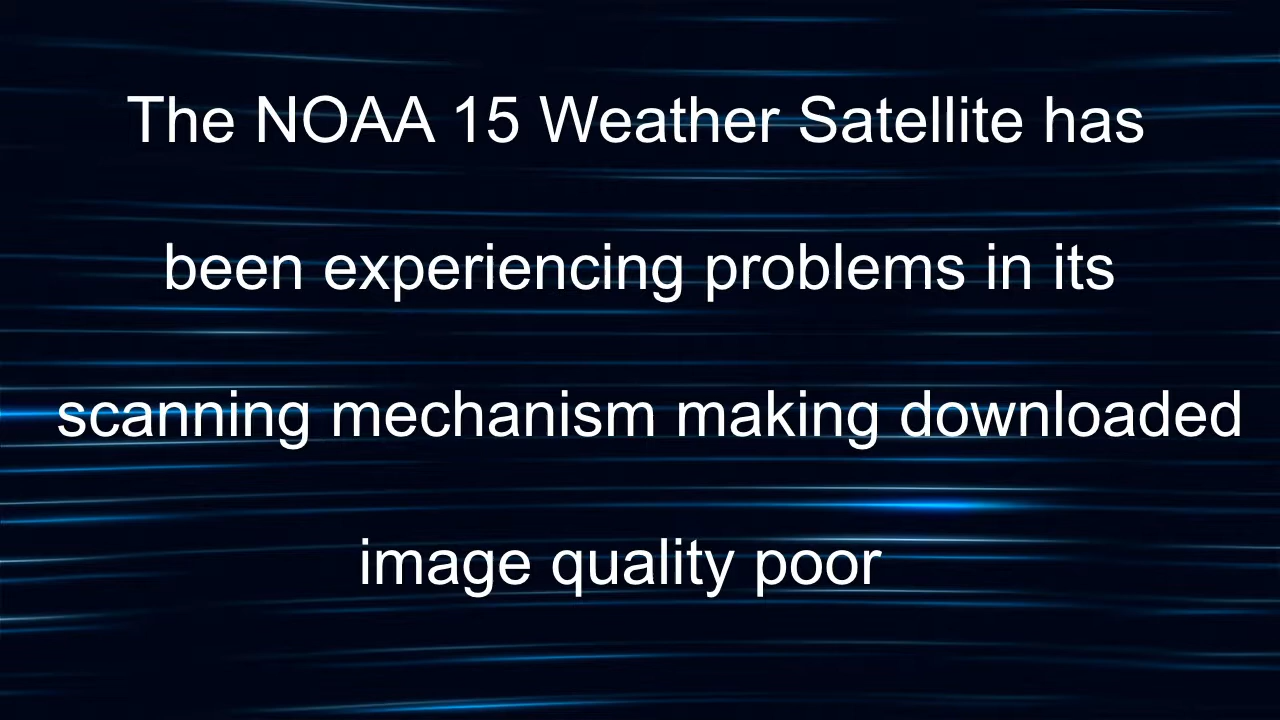 The NOAA 15 Weather Satellite has
been experiencing problems in its
scanning mechanism making downloaded
image quality poor